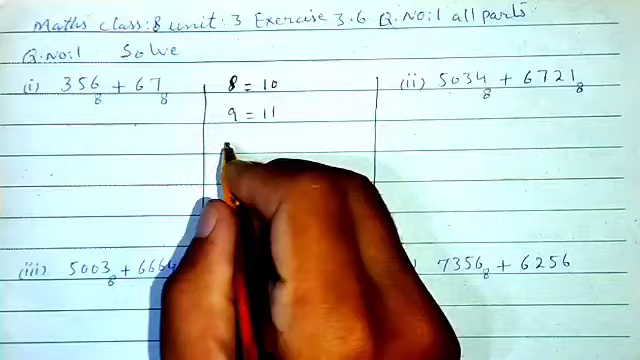 Maths class:8 unit:3 Exercise 3.6 Q.No:1 all parts.
Q.No:1 Solve
(i) 356₈ + 67₈
8 = 10
9 = 11
(ii) 5034₈ + 6721₈
(iii) 5003₈ + 666
7356₈ + 6256